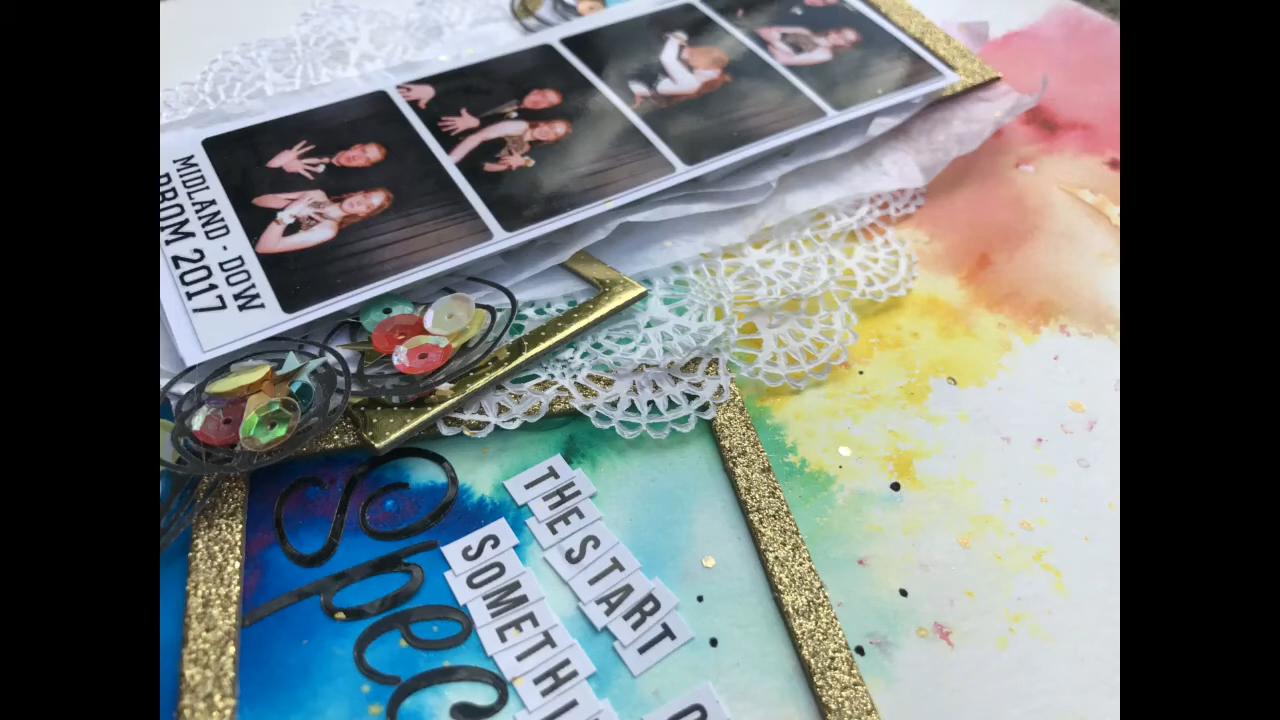 MIDLAND - DOW
PROM 2017
THE START
SOMETHI
Spec